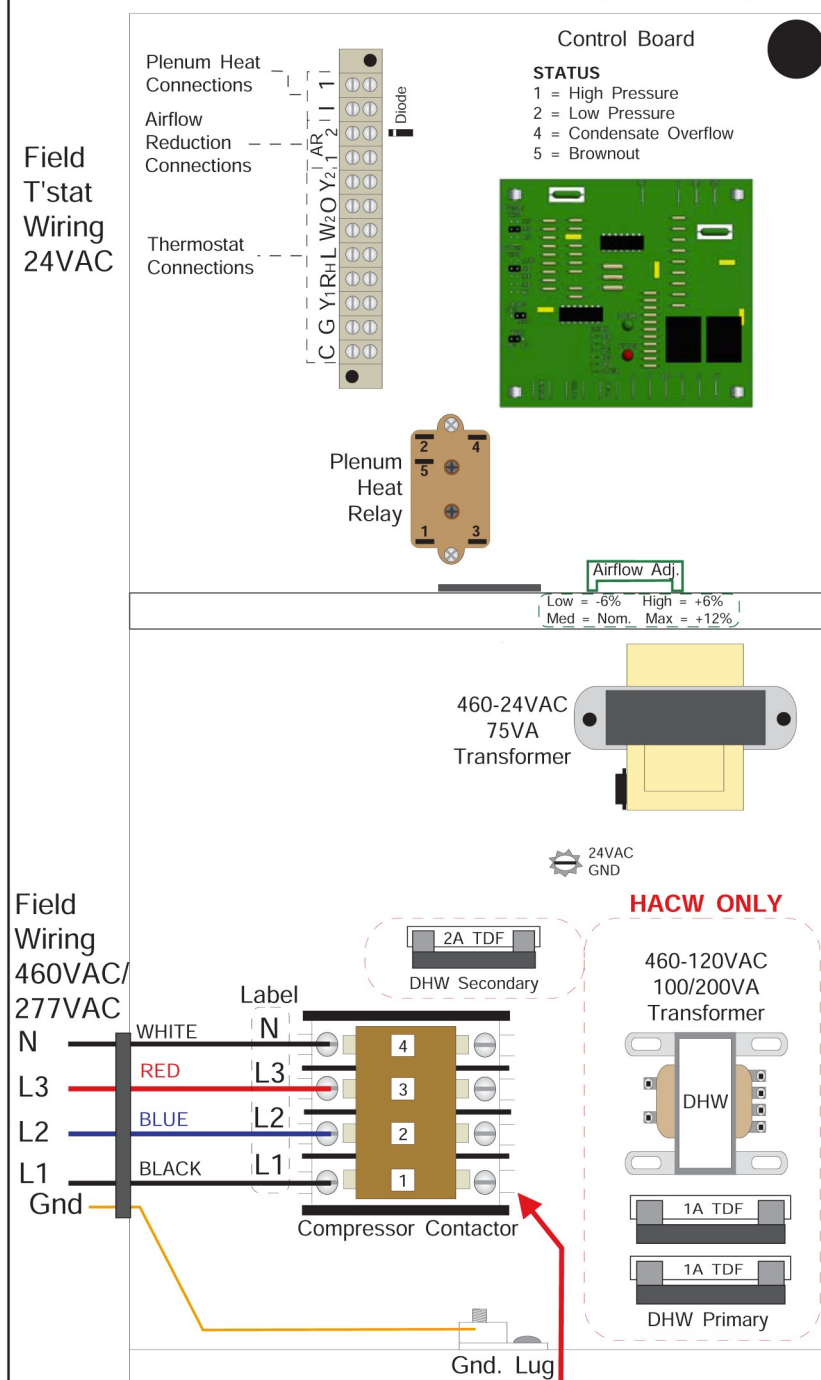 Control Board
STATUS
1 = High Pressure
2 = Low Pressure
4 = Condensate Overflow
5 = Brownout
Plenum Heat
Connections
Airflow
Reduction
Connections
Thermostat
Connections
Field
T'stat
Wiring
24VAC
C G Y1 RH L W2 O Y2 1 2 I 1
AR
Diode
Plenum
Heat
Relay
2 4
5
1 3
Airflow Adj.
Low = -6% High = +6%
Med = Nom. Max = +12%
460-24VAC
75VA
Transformer
24VAC
GND
HACW ONLY
2A TDF
DHW Secondary
460-120VAC
100/200VA
Transformer
DHW
1A TDF
1A TDF
DHW Primary
Field
Wiring
460VAC/
277VAC
Label
N WHITE N 4
L3 RED L3 3
L2 BLUE L2 2
L1 BLACK L1 1
Gnd
Compressor Contactor
Gnd. Lug